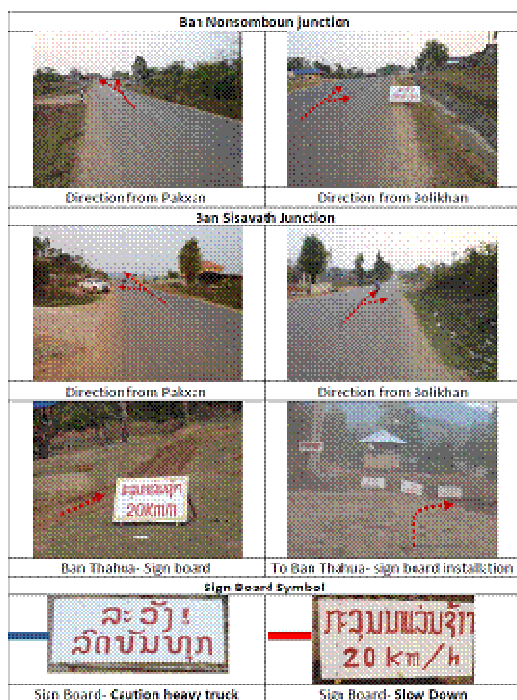 Ban Nonsomboun Junction
Direction from Pakxan
Direction from Bolikhan
Ban Sisavath Junction
Direction from Pakxan
Direction from Bolikhan
20Km/H
Ban Thahua- Sign board
To Ban Thahua- sign board installation
Sign Board Symbol
ລະວັງ!
ລົດບັນທຸກ
20 km/h
Sign Board- Caution heavy truck
Sign Board- Slow Down